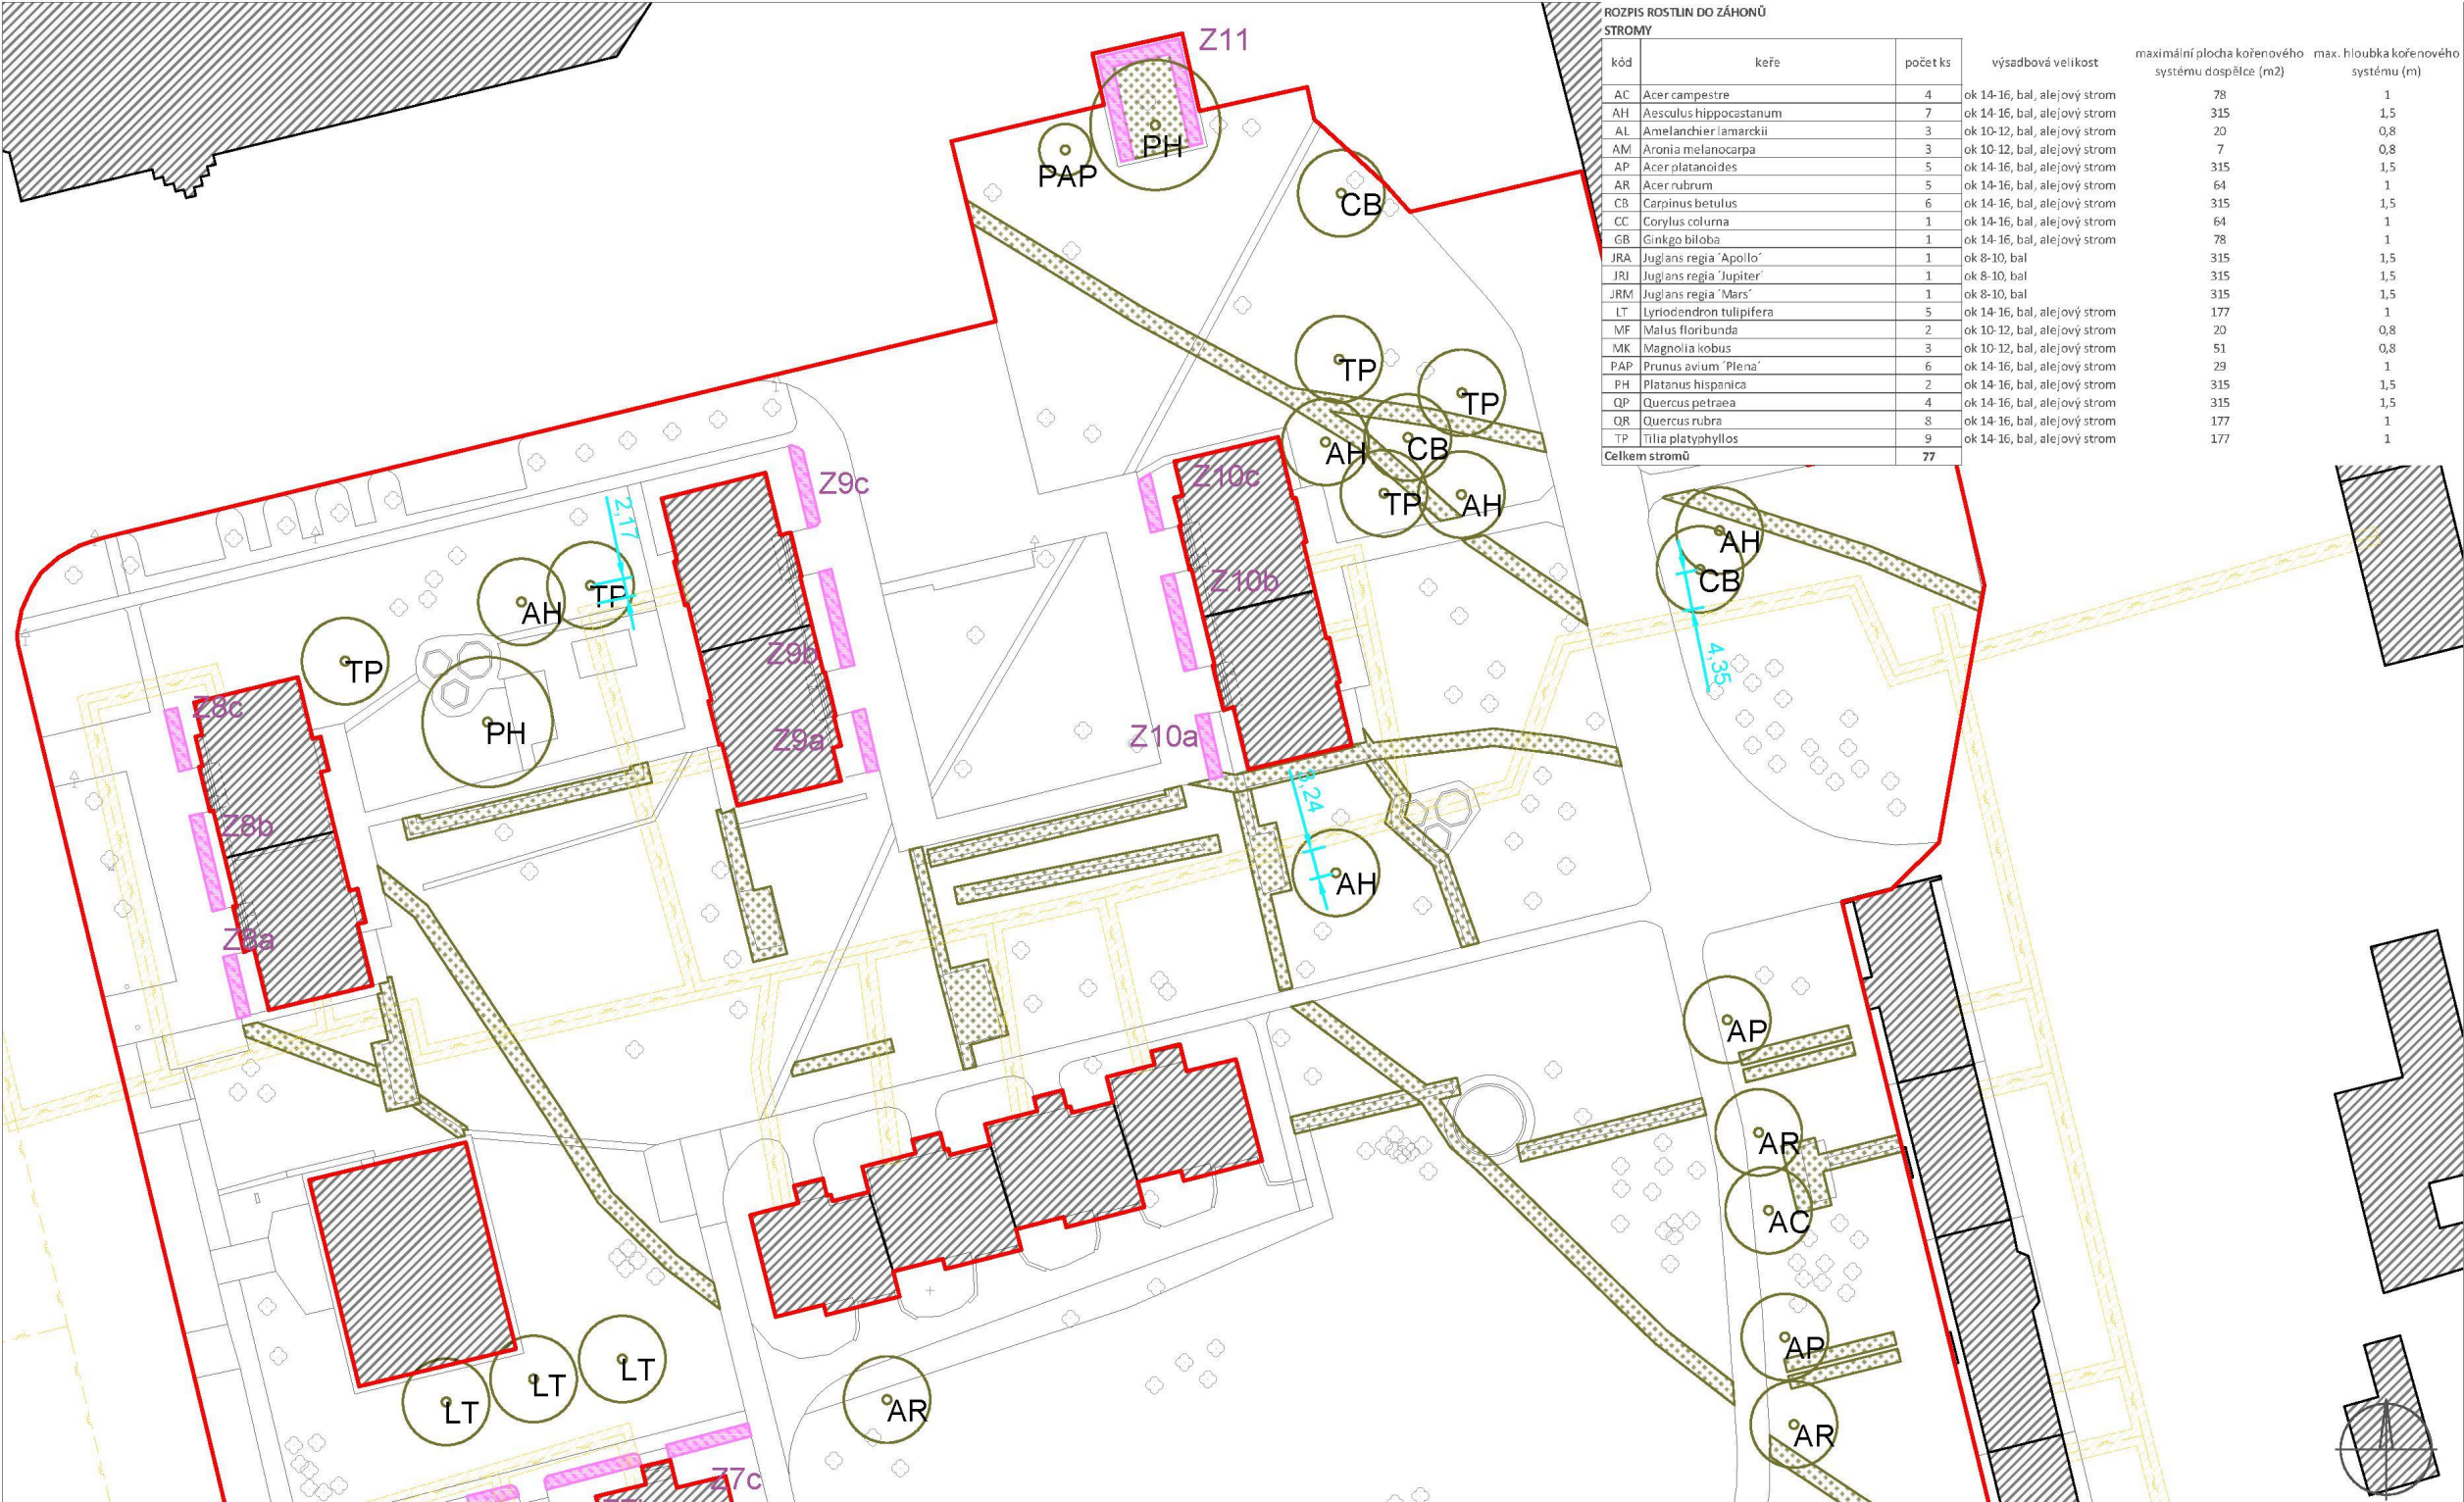 ROZPIS ROSTLIN DO ZÁHONŮ
STROMY
kód keře počet ks výsadbová velikost maximální plocha kořenového systému dospělce (m2) max. hloubka kořenového systému (m)
AC Acer campestre 4 ok 14-16, bal, alejový strom 78 1
AH Aesculus hippocastanum 7 ok 14-16, bal, alejový strom 315 1,5
AL Amelanchier lamarckii 3 ok 10-12, bal, alejový strom 20 0,8
AM Aronia melanocarpa 3 ok 10-12, bal, alejový strom 7 0,8
AP Acer platanoides 5 ok 14-16, bal, alejový strom 315 1,5
AR Acer rubrum 5 ok 14-16, bal, alejový strom 64 1
CB Carpinus betulus 6 ok 14-16, bal, alejový strom 315 1,5
CC Corylus colurna 1 ok 14-16, bal, alejový strom 64 1
GB Ginkgo biloba 1 ok 14-16, bal, alejový strom 78 1
JRA Juglans regia ´Apollo´ 1 ok 8-10, bal 315 1,5
JRJ Juglans regia ´Jupiter´ 1 ok 8-10, bal 315 1,5
JRM Juglans regia ´Mars´ 1 ok 8-10, bal 315 1,5
LT Lyriodendron tulipifera 5 ok 14-16, bal, alejový strom 177 1
MF Malus floribunda 2 ok 10-12, bal, alejový strom 20 0,8
MK Magnolia kobus 3 ok 10-12, bal, alejový strom 51 0,8
PAP Prunus avium ´Plena´ 6 ok 14-16, bal, alejový strom 29 1
PH Platanus hispanica 2 ok 14-16, bal, alejový strom 315 1,5
QP Quercus petraea 4 ok 14-16, bal, alejový strom 315 1,5
QR Quercus rubra 8 ok 14-16, bal, alejový strom 177 1
TP Tilia platyphyllos 9 ok 14-16, bal, alejový strom 177 1
Celkem stromů 77
Z11
PH
PAP
CB
TP
TP
AH
CB
Z9c
Z10c
TP
AH
2,17
AH
CB
Z10b
TP
AH
Z9b
TP
4,35
Z8c
PH
Z9a
Z10a
3,24
Z8b
AH
Z8a
AP
AR
AC
AP
LT
LT
LT
AR
AR
Z7c